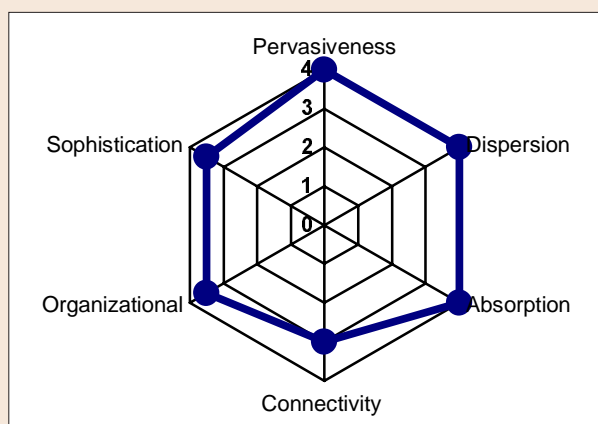 Pervasiveness
4
3
Sophistication
2
Dispersion
1
0
Organizational
Absorption
Connectivity